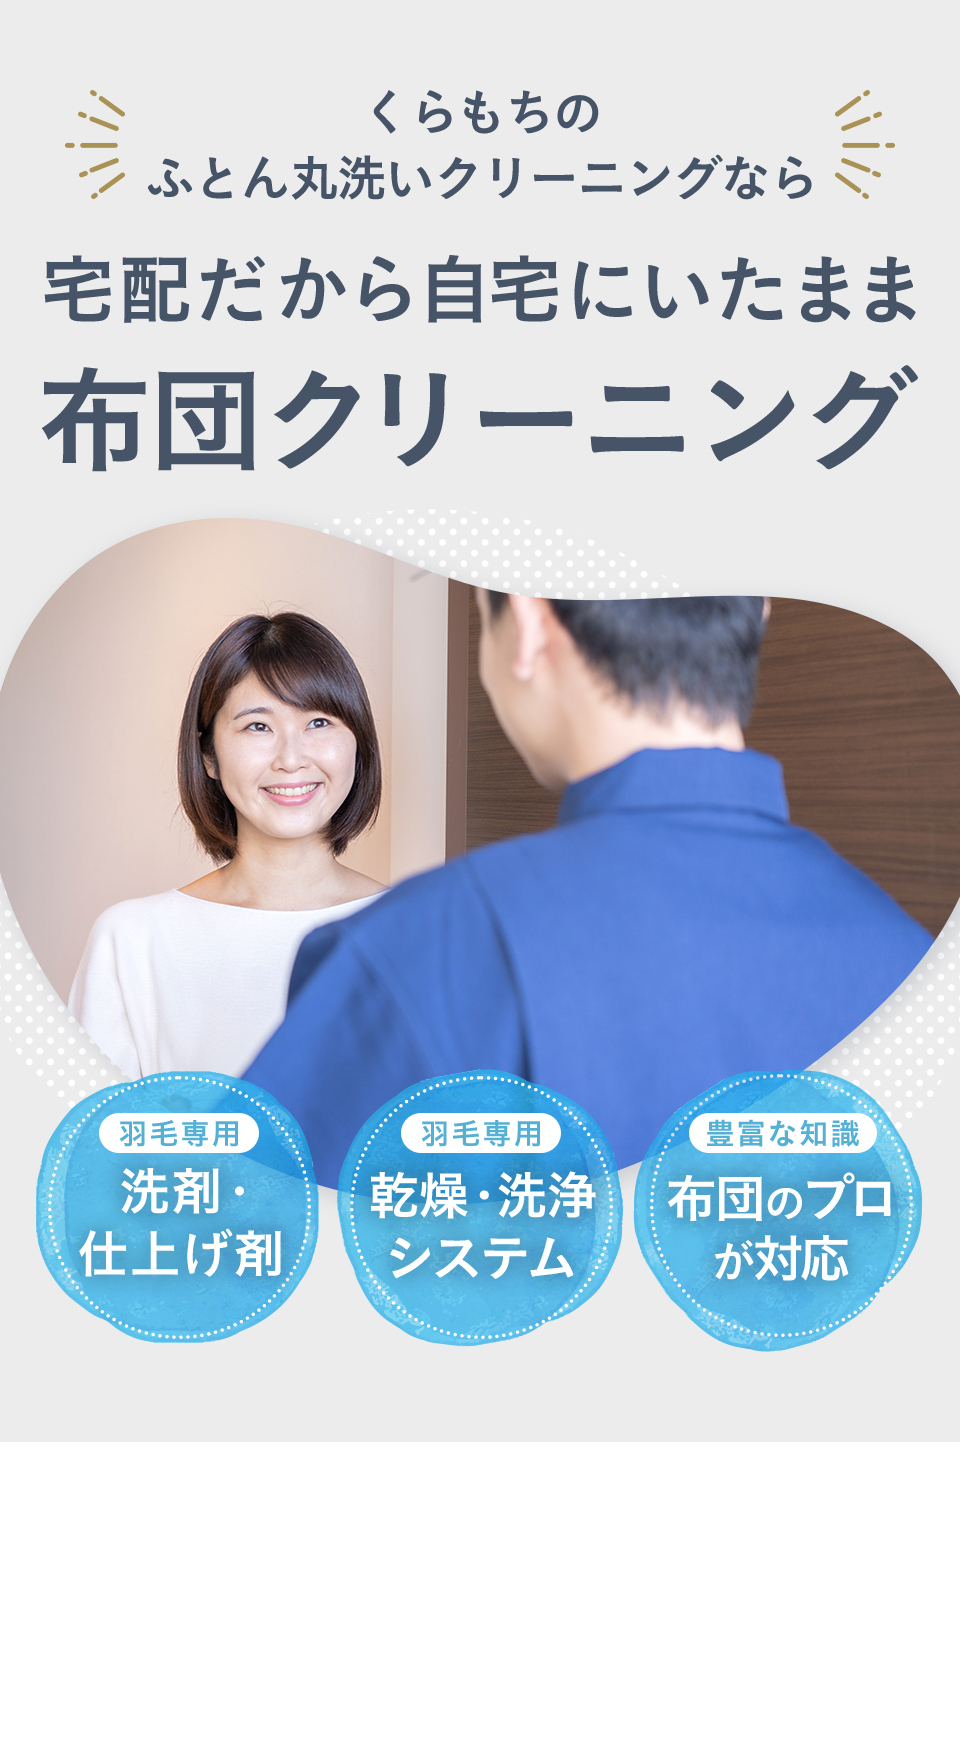 くらもちの
ふとん丸洗いクリーニングなら
宅配だから自宅にいたまま
布団クリーニング
羽毛専用
洗剤・
仕上げ剤
羽毛専用
乾燥・洗浄
システム
豊富な知識
布団のプロ
が対応